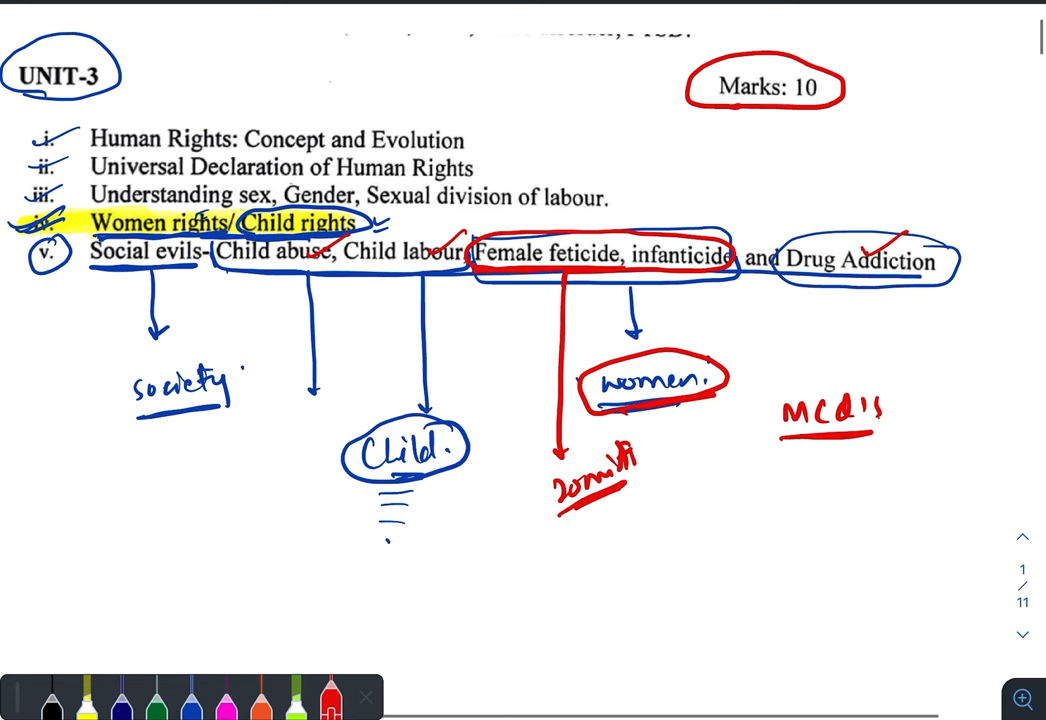 UNIT-3
Marks: 10
i. Human Rights: Concept and Evolution
ii. Universal Declaration of Human Rights
iii. Understanding sex, Gender, Sexual division of labour.
iv. Women rights/ Child rights
v. Social evils- Child abuse, Child labour, Female feticide, infanticide, and Drug Addiction
society.
women.
Child.
1
/
11